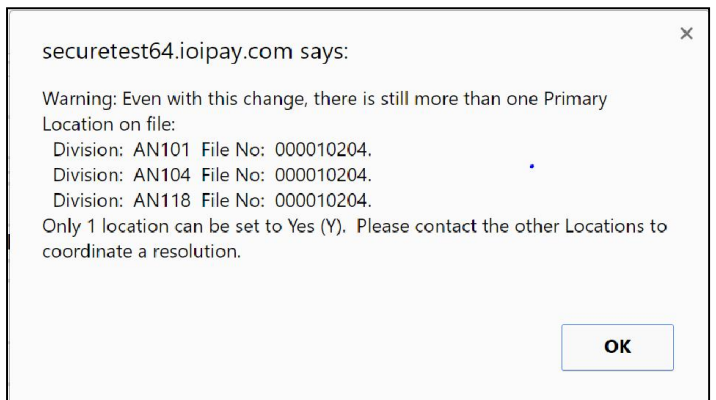 securetest64.ioipay.com says:
Warning: Even with this change, there is still more than one Primary
Location on file:
Division: AN101 File No: 000010204.
Division: AN104 File No: 000010204.
Division: AN118 File No: 000010204.
Only 1 location can be set to Yes (Y). Please contact the other Locations to
coordinate a resolution.
OK